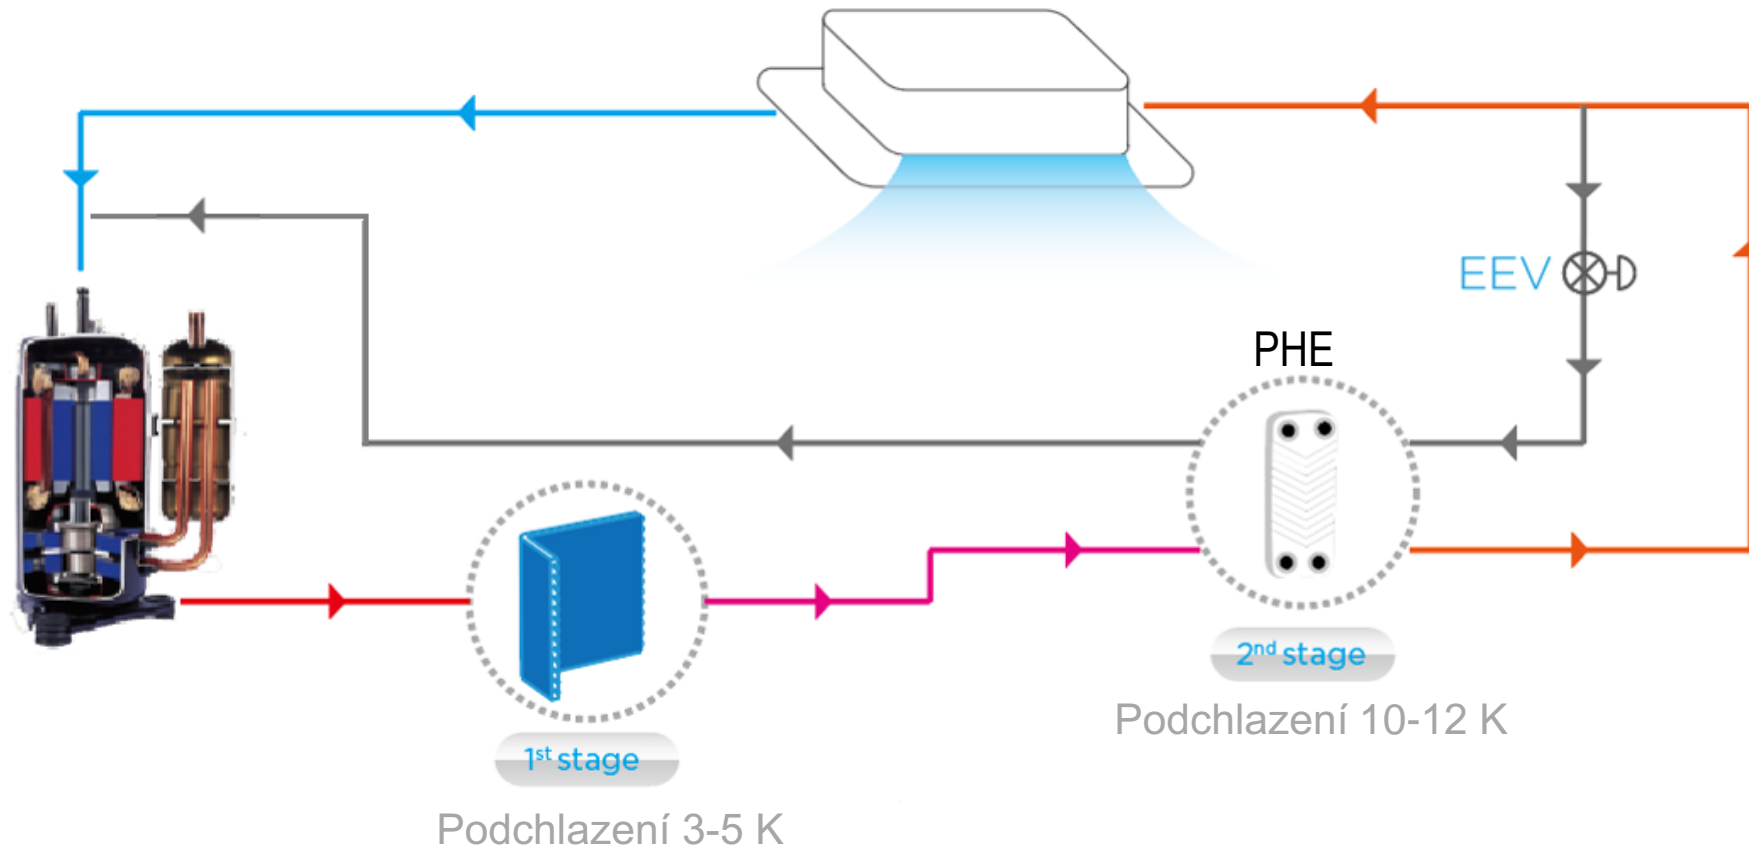 EEV
PHE
2nd stage
Podchlazení 10-12 K
1st stage
Podchlazení 3-5 K